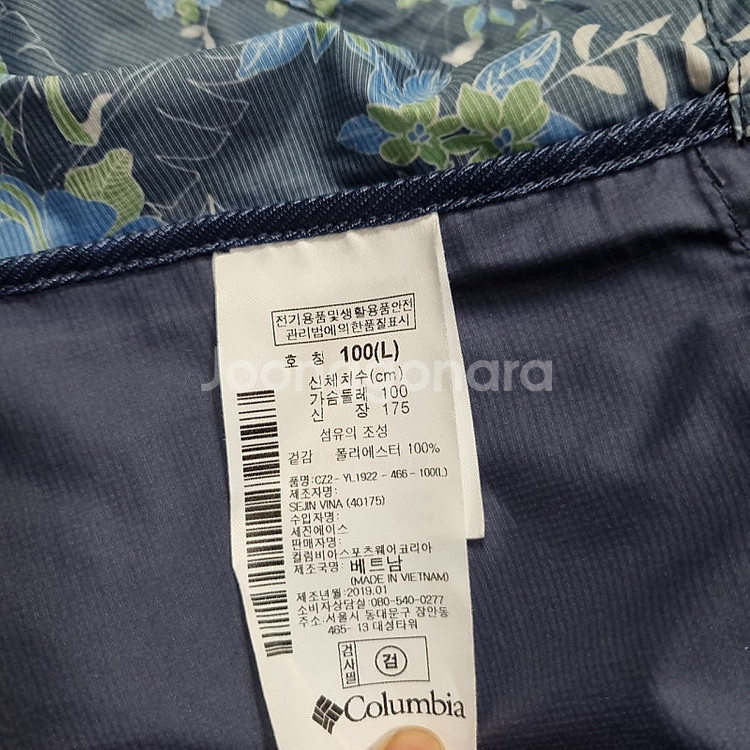 전기용품및생활용품안전
관리법에의한품질표시
호 칭 100(L)
신체치수(cm)
가슴둘레 100
신 장 175
섬유의 조성
겉감 폴리에스터 100%
품명:CZ2-YL1922-466-100(L)
제조자명:
SEJIN VINA (40175)
수입자명:
세진에이스
판매자명:
컬럼비아스포츠웨어코리아
제조국명: 베트남
(MADE IN VIETNAM)
제조년월:2019.01
소비자상담실:080-540-0277
주소:서울시 동대문구 장안동
465-13 대성타워
검사필 검
Columbia
Joongonara